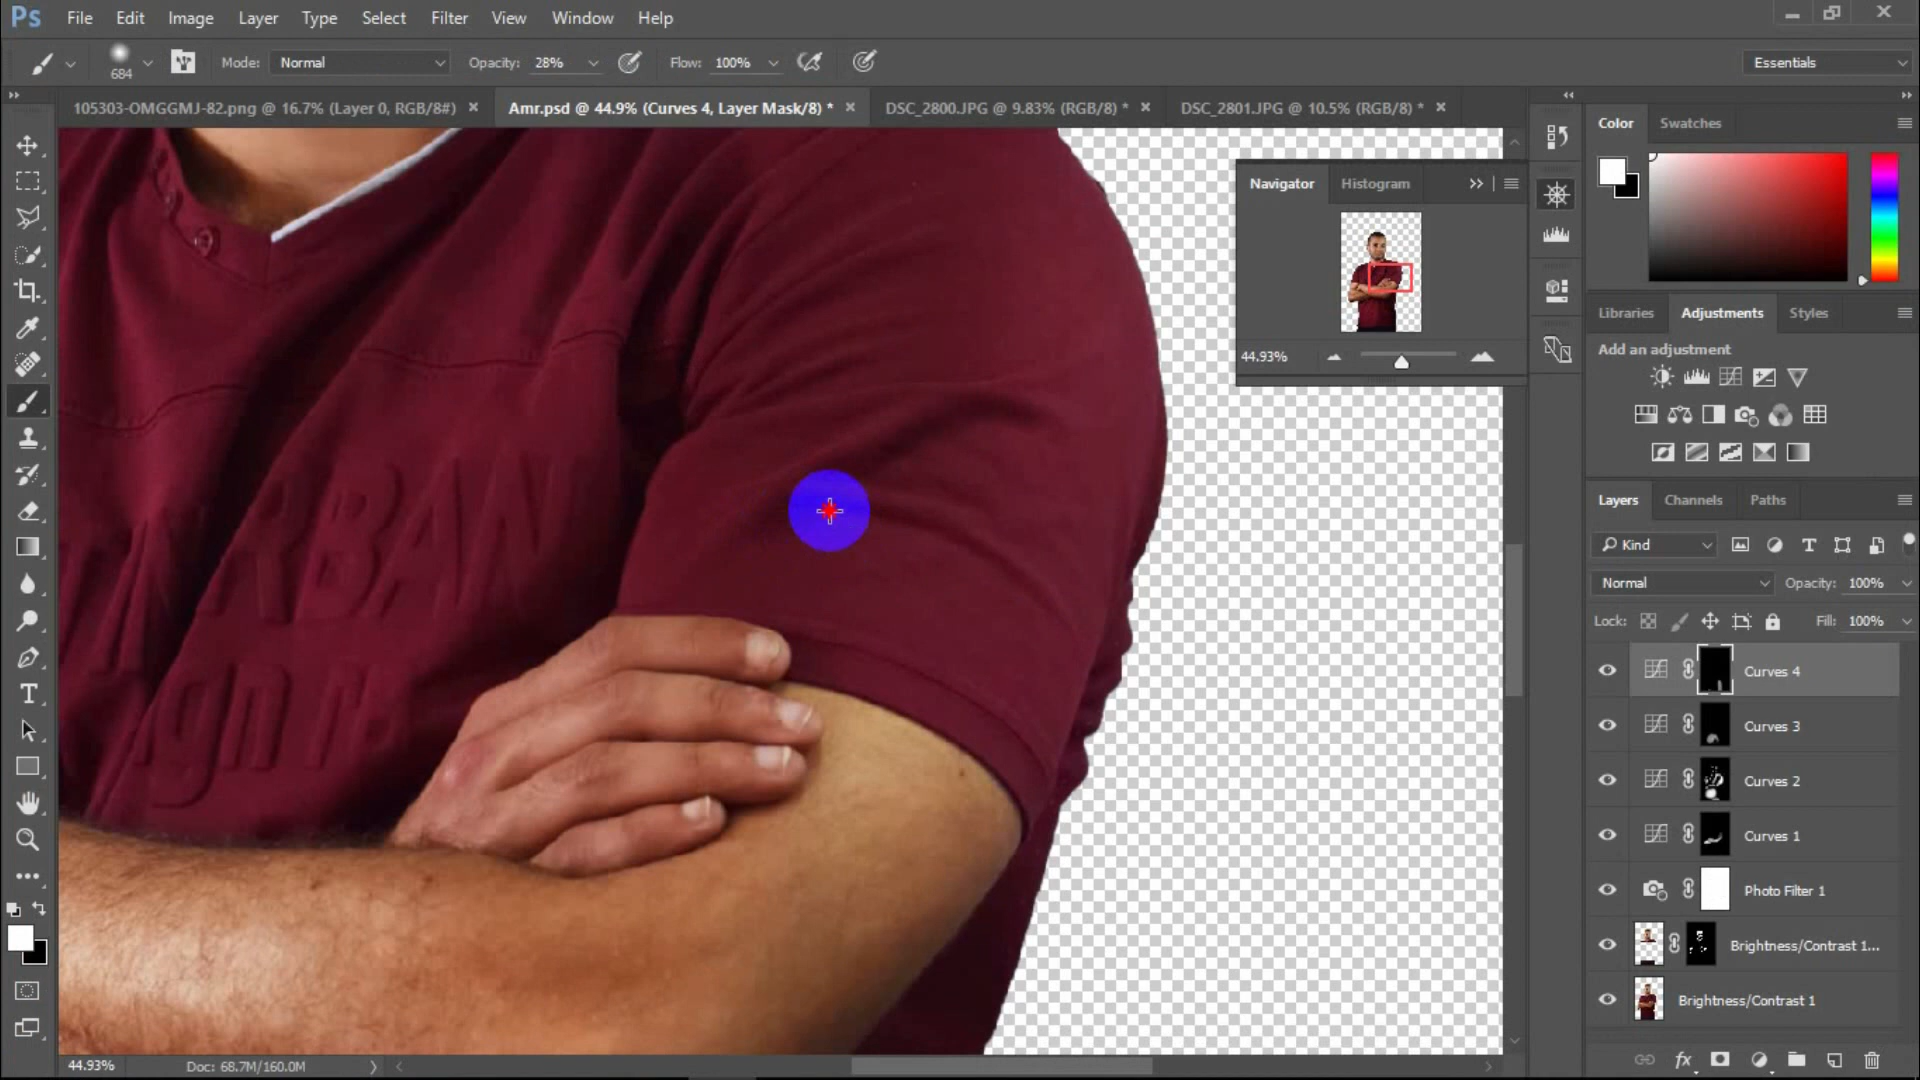 Ps File Edit Image Layer Type Select Filter View Window Help
684 Mode: Normal Opacity: 28% Flow: 100% Essentials
105303-OMGGMJ-82.png @ 16.7% (Layer 0, RGB/8#) × Amr.psd @ 44.9% (Curves 4, Layer Mask/8) * × DSC_2800.JPG @ 9.83% (RGB/8) * × DSC_2801.JPG @ 10.5% (RGB/8) * ×
Color Swatches
Navigator Histogram
44.93%
Libraries Adjustments Styles
Add an adjustment
Layers Channels Paths
Kind
Normal Opacity: 100%
Lock: Fill: 100%
Curves 4
Curves 3
Curves 2
Curves 1
Photo Filter 1
Brightness/Contrast 1...
Brightness/Contrast 1
44.93% Doc: 68.7M/160.0M